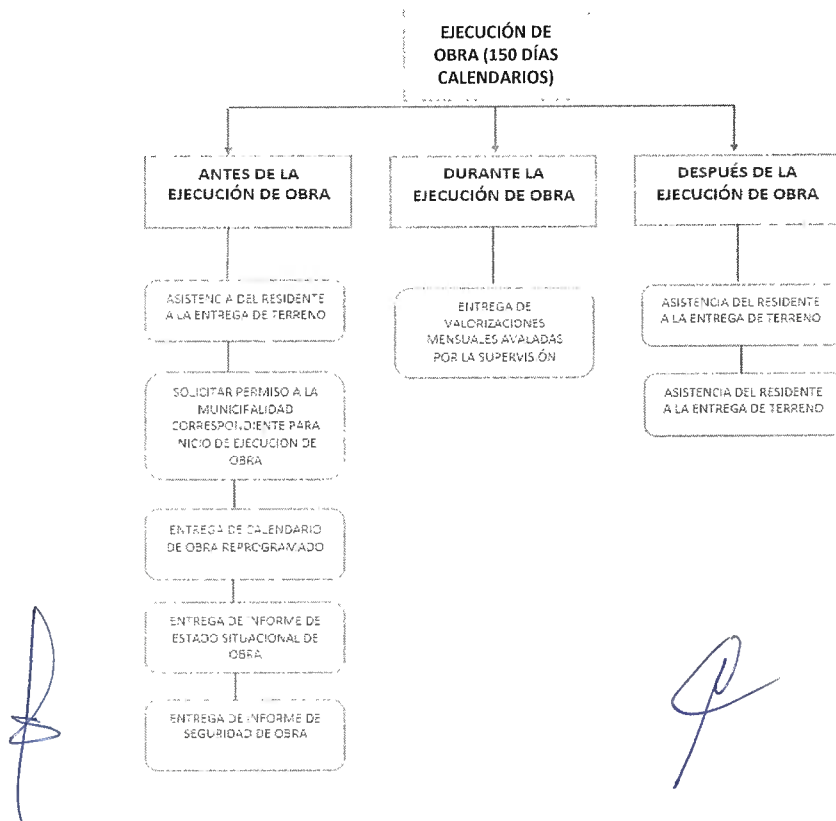 EJECUCIÓN DE
OBRA (150 DÍAS
CALENDARIOS)
ANTES DE LA
EJECUCIÓN DE OBRA
ASISTENCIA DEL RESIDENTE
A LA ENTREGA DE TERRENO
SOLICITAR PERMISO A LA
MUNICIPALIDAD
CORRESPONDIENTE PARA
INICIO DE EJECUCION DE
OBRA
ENTREGA DE CALENDARIO
DE OBRA REPROGRAMADO
ENTREGA DE INFORME DE
ESTADO SITUACIONAL DE
OBRA
ENTREGA DE INFORME DE
SEGURIDAD DE OBRA
DURANTE LA
EJECUCIÓN DE OBRA
ENTREGA DE
VALORIZACIONES
MENSUALES AVALADAS
POR LA SUPERVISIÓN
DESPUÉS DE LA
EJECUCIÓN DE OBRA
ASISTENCIA DEL RESIDENTE
A LA ENTREGA DE TERRENO
ASISTENCIA DEL RESIDENTE
A LA ENTREGA DE TERRENO